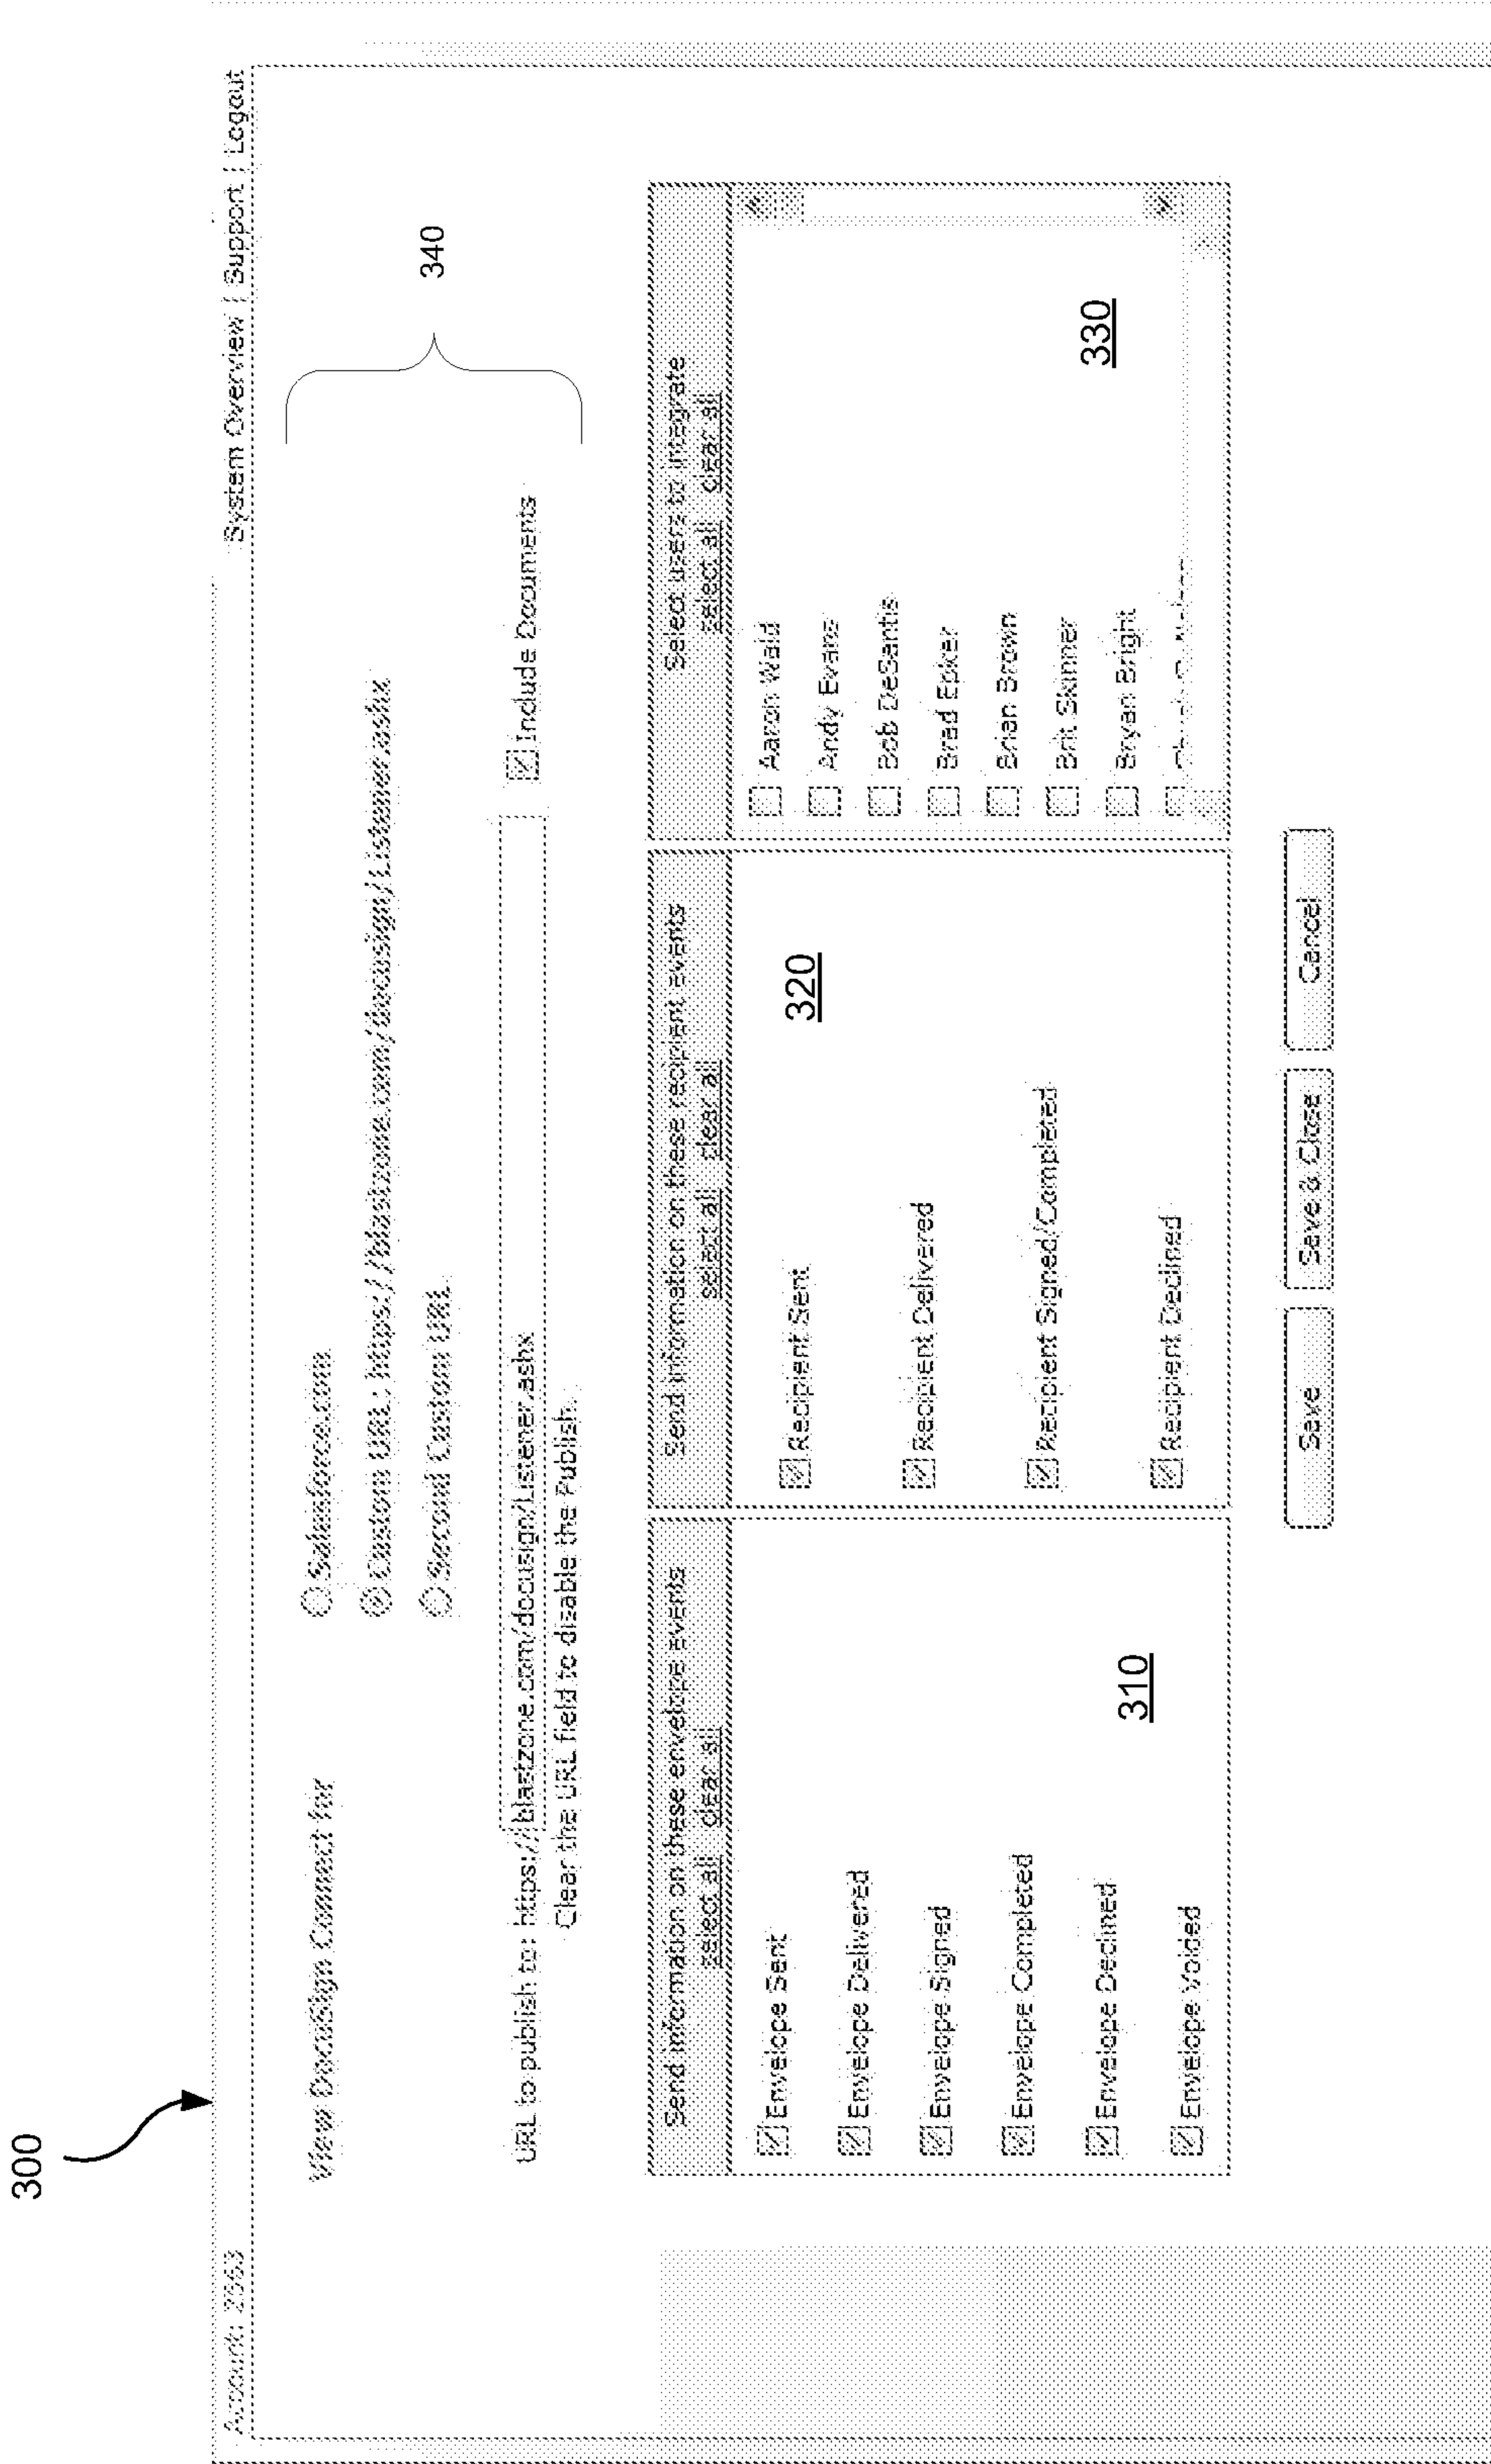 300
Account: 2063
System Overview | Support | Logout
View DocuSign Connect for
Salesforce.com
Custom URL: https://blastzone.com/docusign/Listener.ashx
Second Custom URL
340
URL to publish to: https://blastzone.com/docusign/Listener.ashx
Include Documents
Clear the URL field to disable the Publish.
Send information on these envelope events
select all clear all
Envelope Sent
Envelope Delivered
Envelope Signed
Envelope Completed
Envelope Declined
Envelope Voided
310
Send information on these recipient events
select all clear all
Recipient Sent
Recipient Delivered
Recipient Signed/Completed
Recipient Declined
320
Select users to integrate
select all clear all
Aaron Wald
Andy Evans
Bob DeSantis
Brad Epker
Brian Brown
Brit Skinner
Bryan Bright
330
Save
Save & Close
Cancel